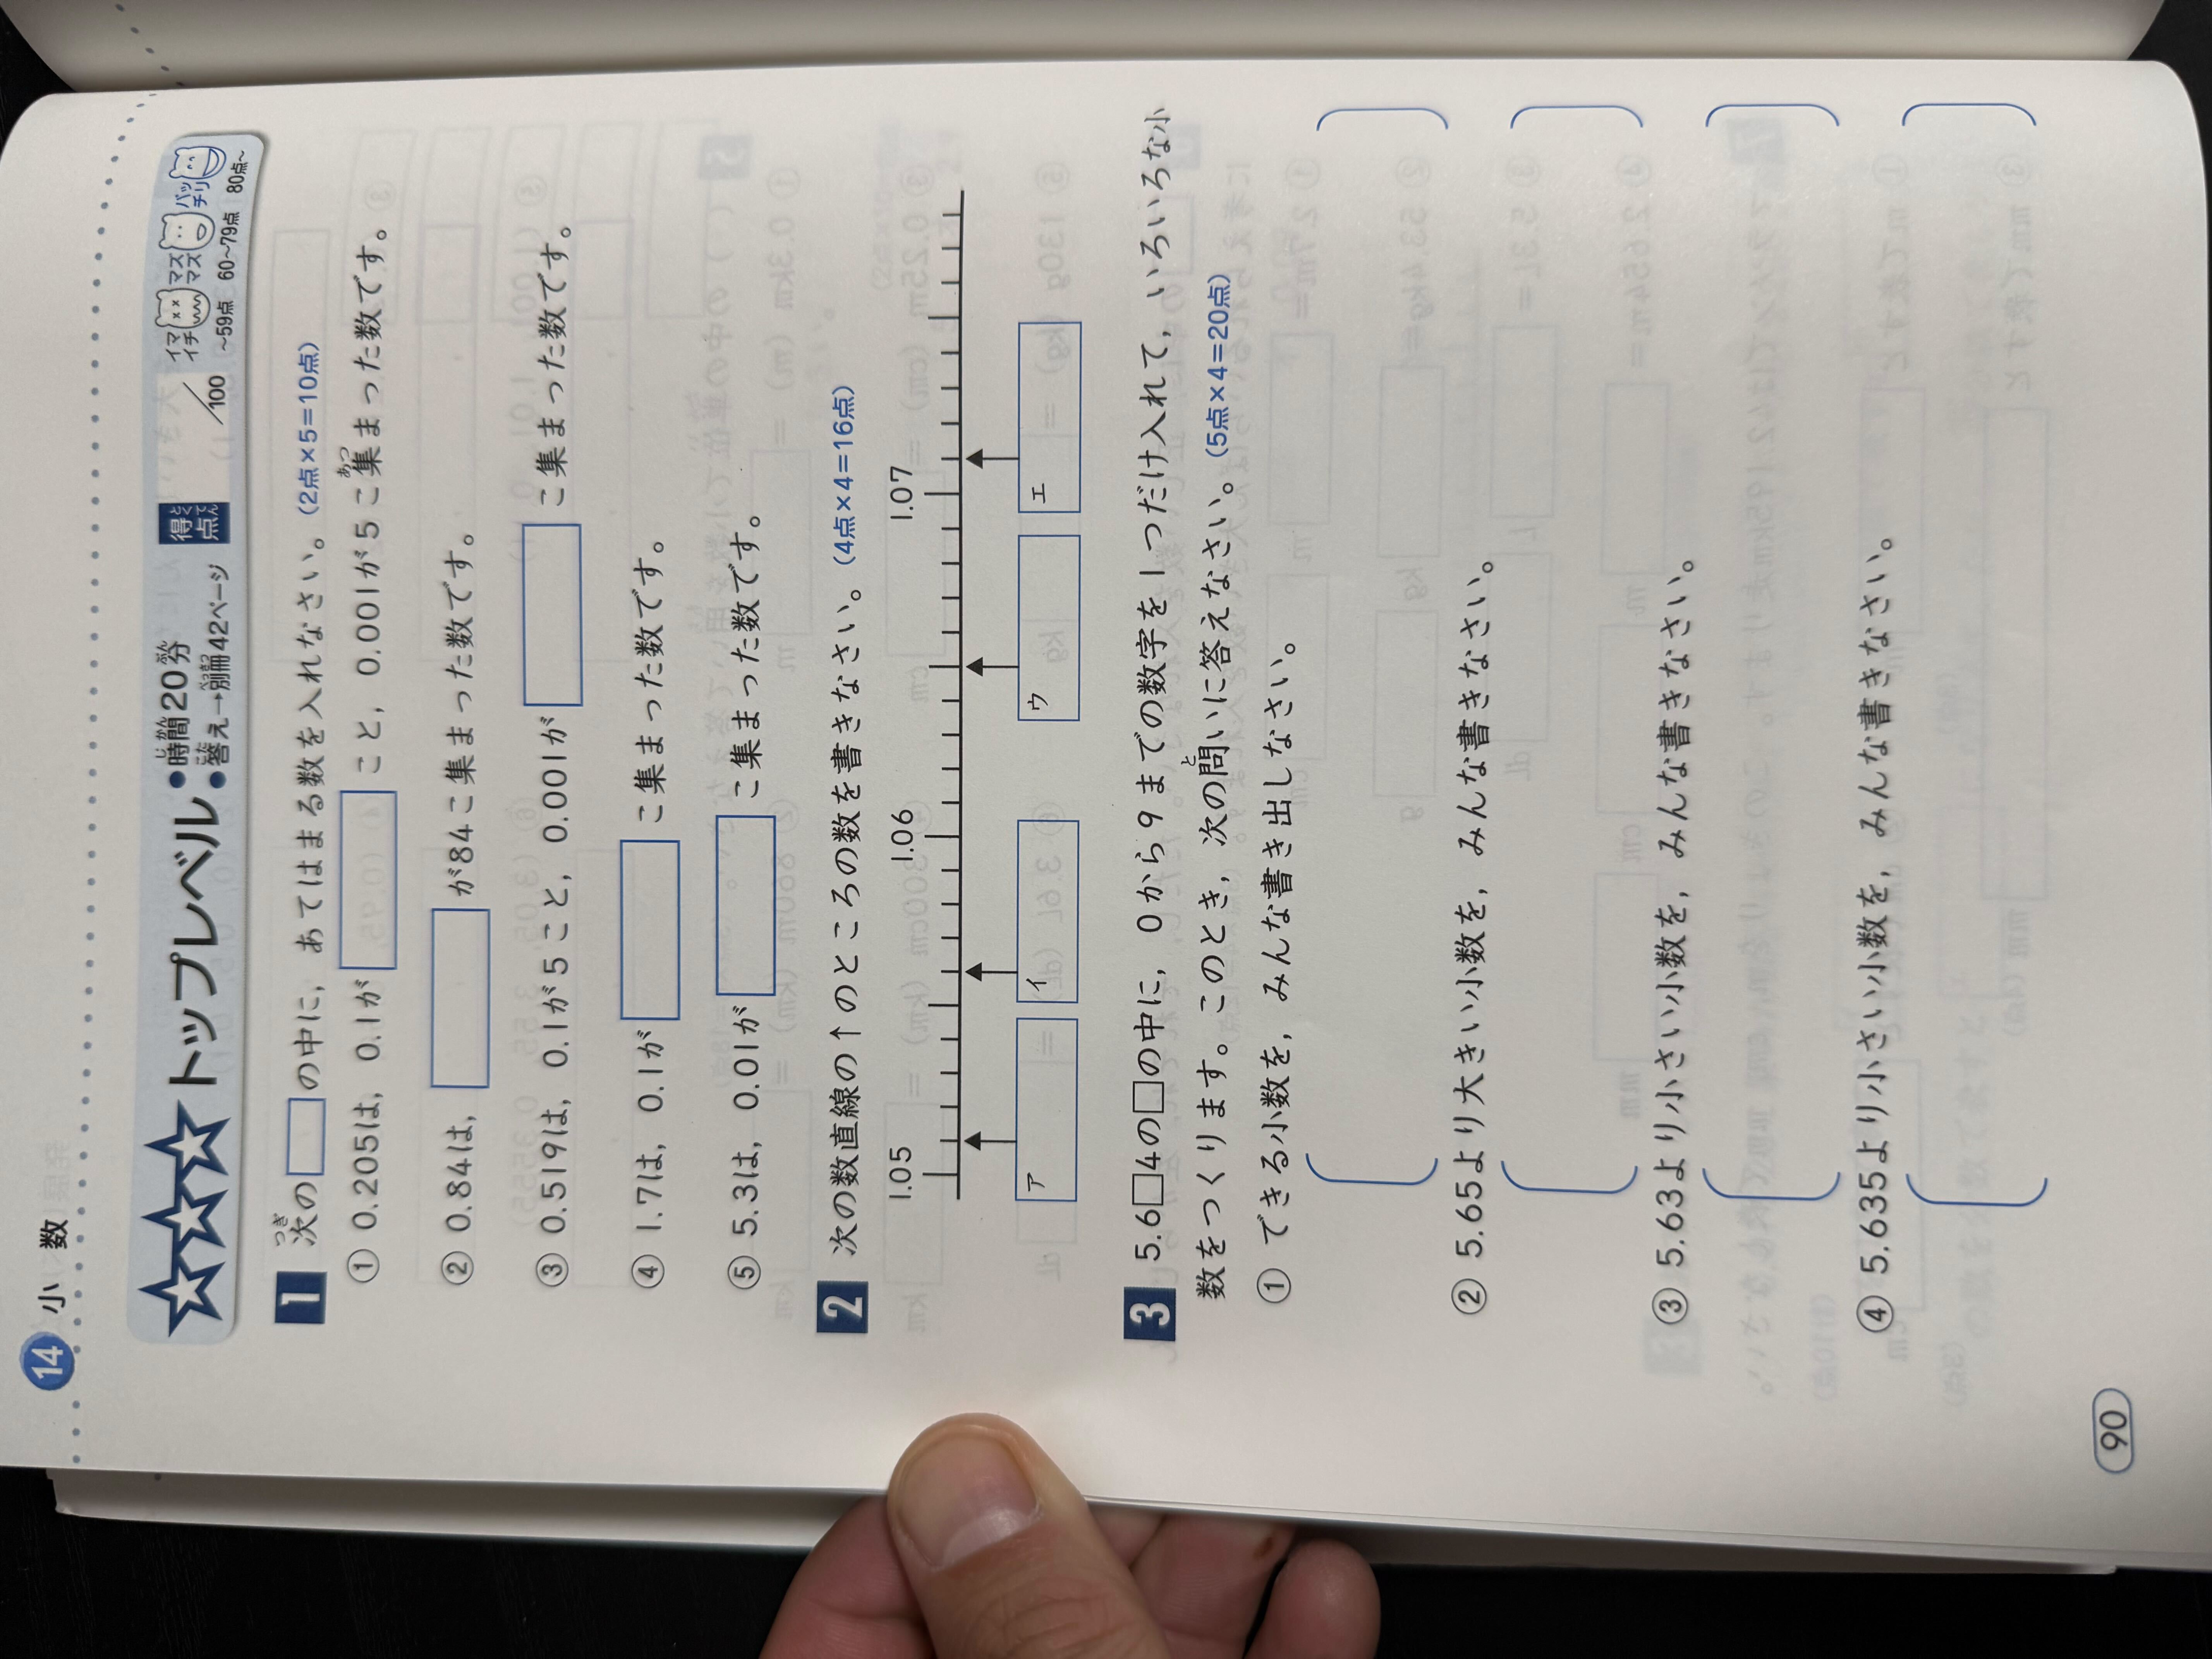 14 小数
トップレベル
●時間20分
●答え→別冊42ページ
得点
/100
イマイチ ~59点
マズマズ 60~79点
バッチリ 80点~
1 次の□の中に，あてはまる数を入れなさい。(2点×5=10点)
① 0.205は，0.1が□こと，0.001が5こ集まった数です。
② 0.84は，□が84こ集まった数です。
③ 0.519は，0.1が5こと，0.001が□こ集まった数です。
④ 1.7は，0.1が□こ集まった数です。
⑤ 5.3は，0.01が□こ集まった数です。
2 次の数直線の↑のところの数を書きなさい。(4点×4=16点)
1.05 1.06 1.07
ア イ ウ エ
3 5.6□4の□の中に，0から9までの数字を1つだけ入れて，いろいろな小
数をつくります。このとき，次の問いに答えなさい。(5点×4=20点)
① できる小数を，みんな書き出しなさい。
② 5.65より大きい小数を，みんな書きなさい。
③ 5.63より小さい小数を，みんな書きなさい。
④ 5.635より小さい小数を，みんな書きなさい。
90